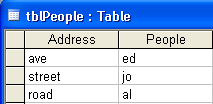 tblPeople : Table
Address People
ave ed
street jo
road al